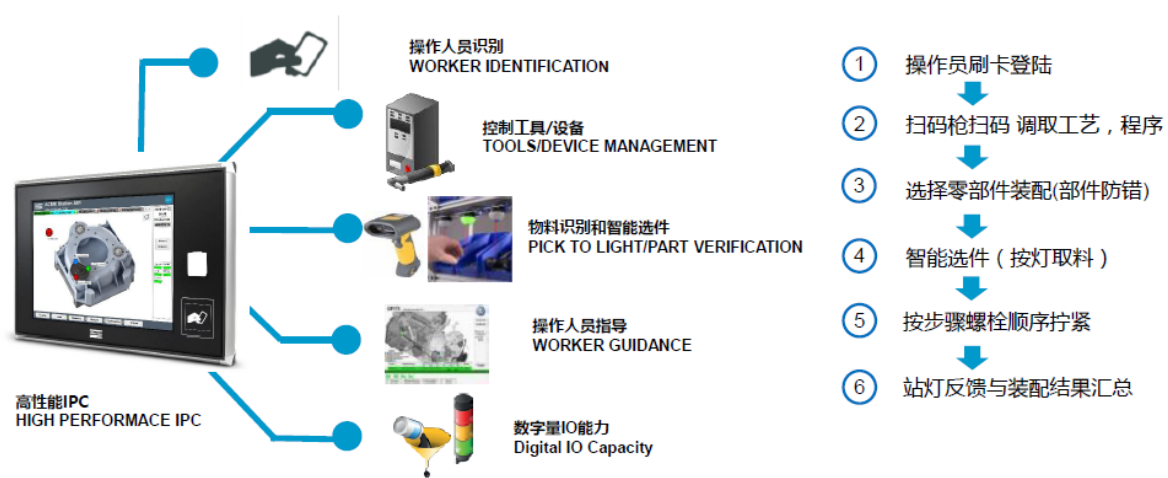 操作人员识别
WORKER IDENTIFICATION
控制工具/设备
TOOLS/DEVICE MANAGEMENT
物料识别和智能选件
PICK TO LIGHT/PART VERIFICATION
操作人员指导
WORKER GUIDANCE
数字量IO能力
Digital IO Capacity
高性能IPC
HIGH PERFORMACE IPC
1 操作员刷卡登陆
2 扫码枪扫码 调取工艺，程序
3 选择零部件装配(部件防错)
4 智能选件（按灯取料）
5 按步骤螺栓顺序拧紧
6 站灯反馈与装配结果汇总